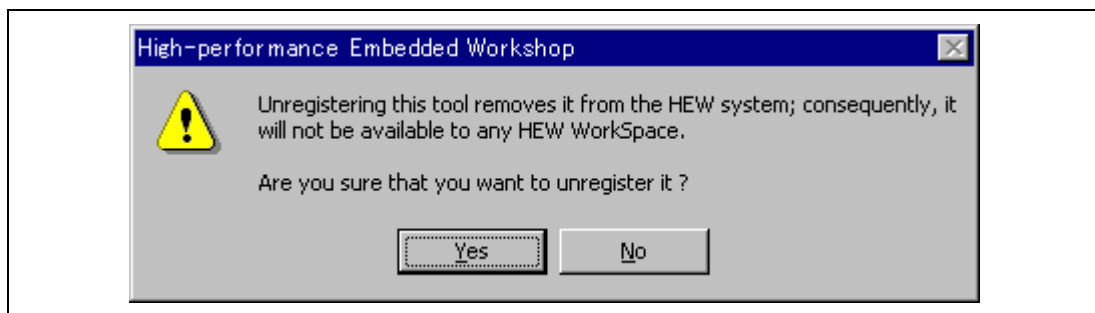 High-performance Embedded Workshop
Unregistering this tool removes it from the HEW system; consequently, it
will not be available to any HEW WorkSpace.
Are you sure that you want to unregister it ?
Yes
No